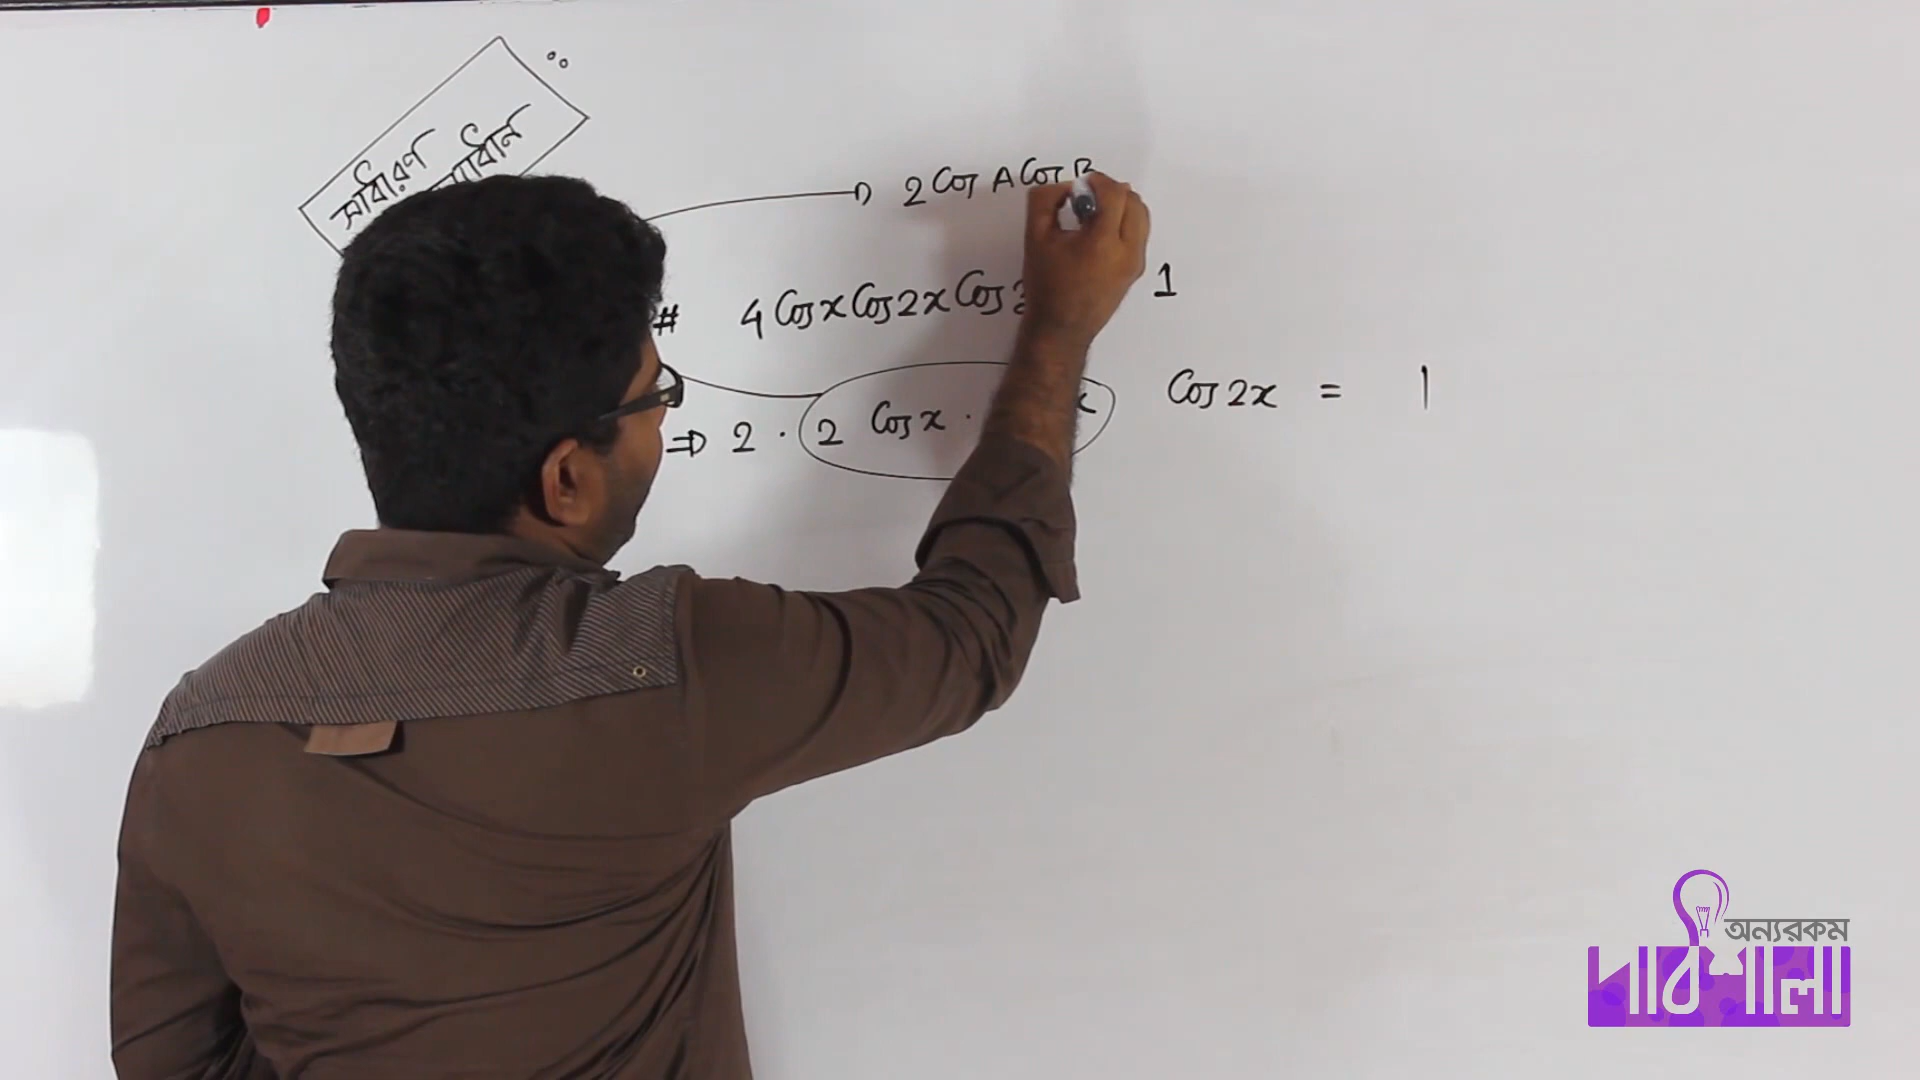 সাধারণ
2 Cos A Cos B
# 4 Cos x Cos 2x Cos 1
⇒ 2 · 2 Cos x · x Cos 2x = 1
অন্যরকম
পাঠশালা